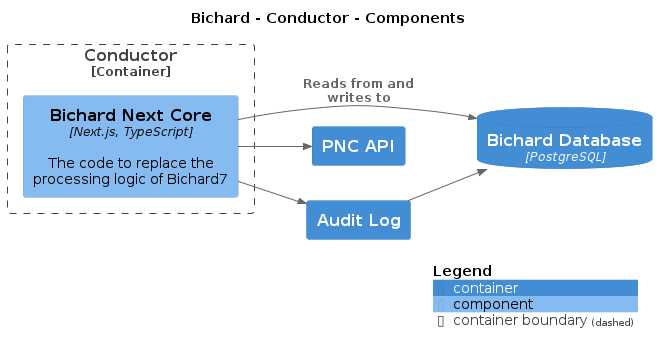 Bichard - Conductor - Components
Conductor
[Container]
Bichard Next Core
[Next.js, TypeScript]
The code to replace the
processing logic of Bichard7
Reads from and
writes to
PNC API
Audit Log
Bichard Database
[PostgreSQL]
Legend
container
component
container boundary (dashed)